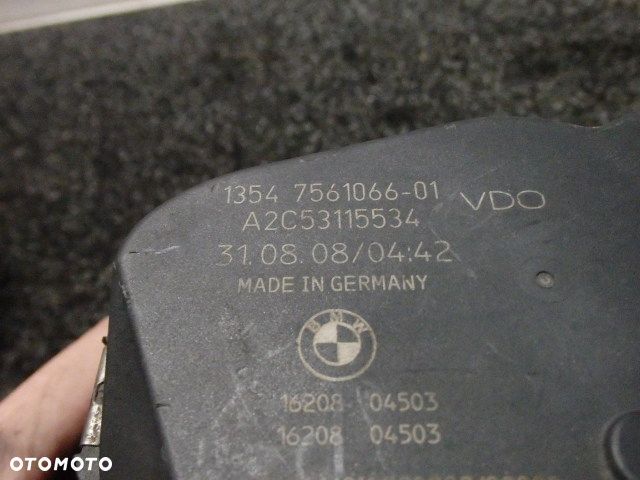 1354 7561066-01 VDO
A2C53115534
31.08.08/04:42
MADE IN GERMANY
BMW
16208 04503
16208 04503
OTOMOTO